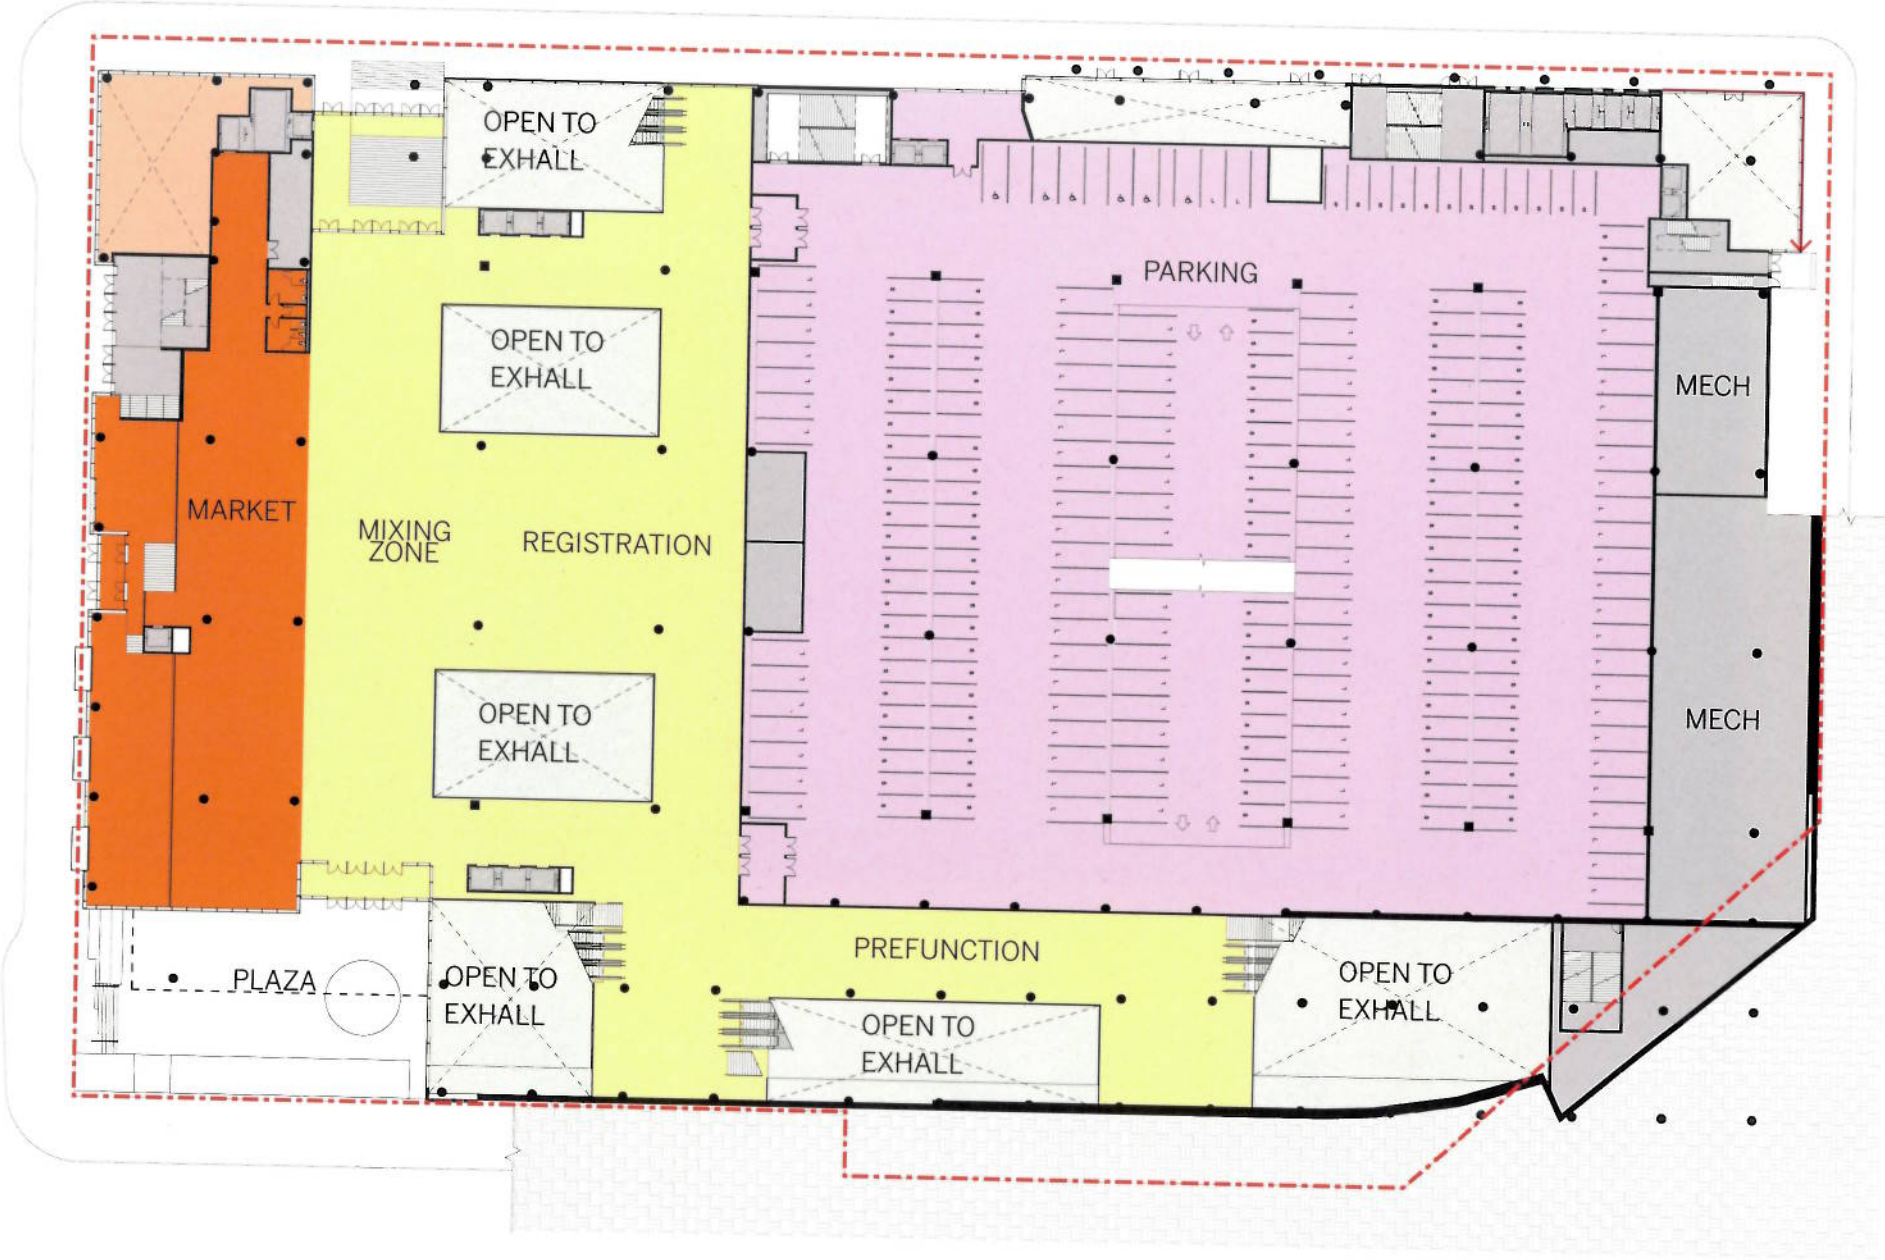 OPEN TO
EXHALL
PARKING
OPEN TO
EXHALL
MECH
MARKET
MIXING
ZONE
REGISTRATION
OPEN TO
EXHALL
MECH
PREFUNCTION
PLAZA
OPEN TO
EXHALL
OPEN TO
EXHALL
OPEN TO
EXHALL